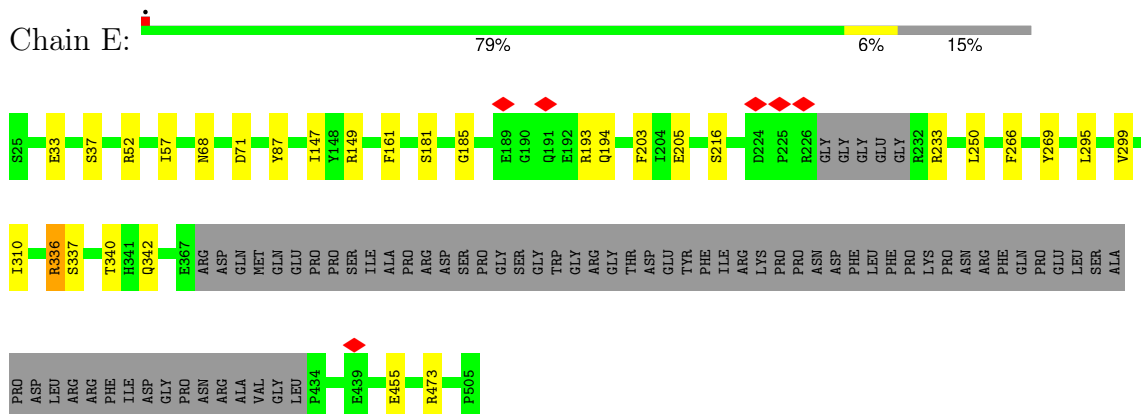 Chain E:
79% 6% 15%
S25 E33 S37 R52 I57 N68 D71 Y87 I147 Y148 R149 F161 S181 G185 E189 G190 Q191 E192 R193 Q194 F203 I204 E205 S216 D224 P225 R226 GLY GLY GLY GLU GLY R232 R233 L250 F266 Y269 L295 V299
I310 R336 S337 T340 H341 Q342 E367 ARG ASP GLN MET GLN GLU PRO PRO SER ILE ALA PRO ARG ASP SER PRO GLY SER GLY TRP GLY ARG GLY THR ASP GLU TYR PHE ILE ARG LYS PRO PRO ASN ASP PHE LEU PHE PRO LYS PRO ASN ARG PHE GLN PRO GLU LEU SER ALA
PRO ASP LEU ARG ARG PHE ILE ASP GLY PRO ASN ARG ALA VAL GLY LEU P434 E439 E455 R473 P505